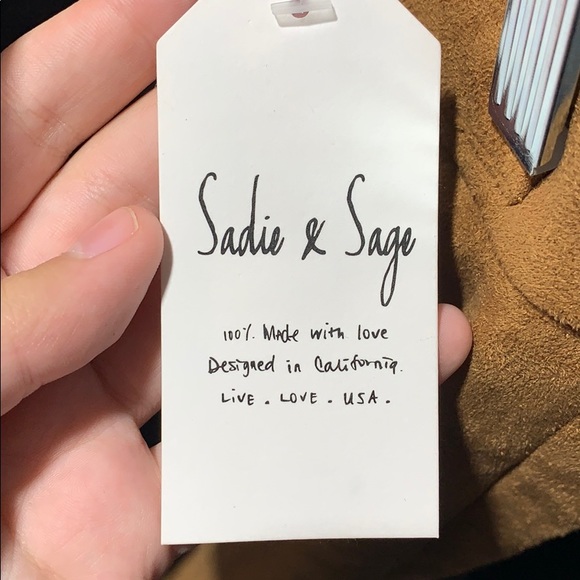 Sadie & Sage
100% Made with love
Designed in California.
LIVE. LOVE. USA.